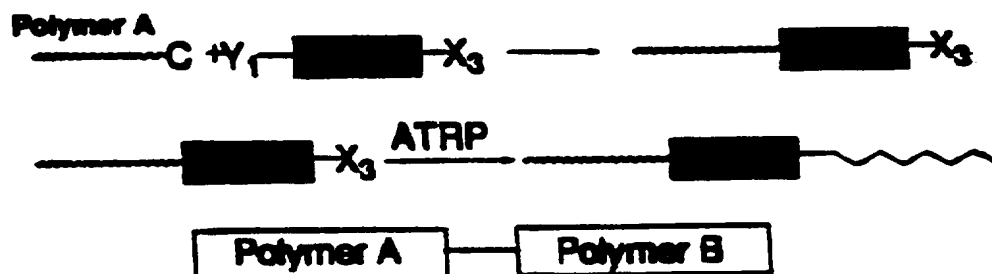 Polymer A
C +Y₁ X₃ X₃
X₃ ATRP
Polymer A Polymer B